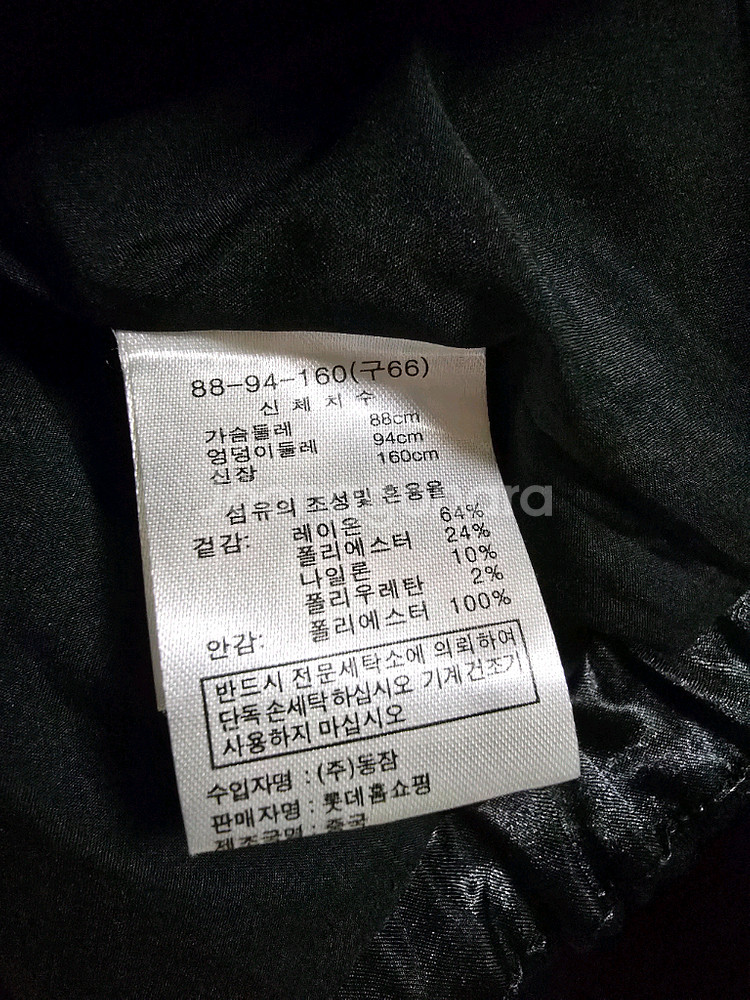 88-94-160(구66)
신 체 치 수
가슴둘레 88cm
엉덩이둘레 94cm
신장 160cm
섬유의 조성및 혼용율
겉감: 레이온 64%
폴리에스터 24%
나일론 10%
폴리우레탄 2%
안감: 폴리에스터 100%
반드시 전문세탁소에 의뢰하여
단독손세탁하십시오 기계건조기
사용하지 마십시오
수입자명 : (주)동잠
판매자명 : 롯데홈쇼핑
제조국명 : 중국